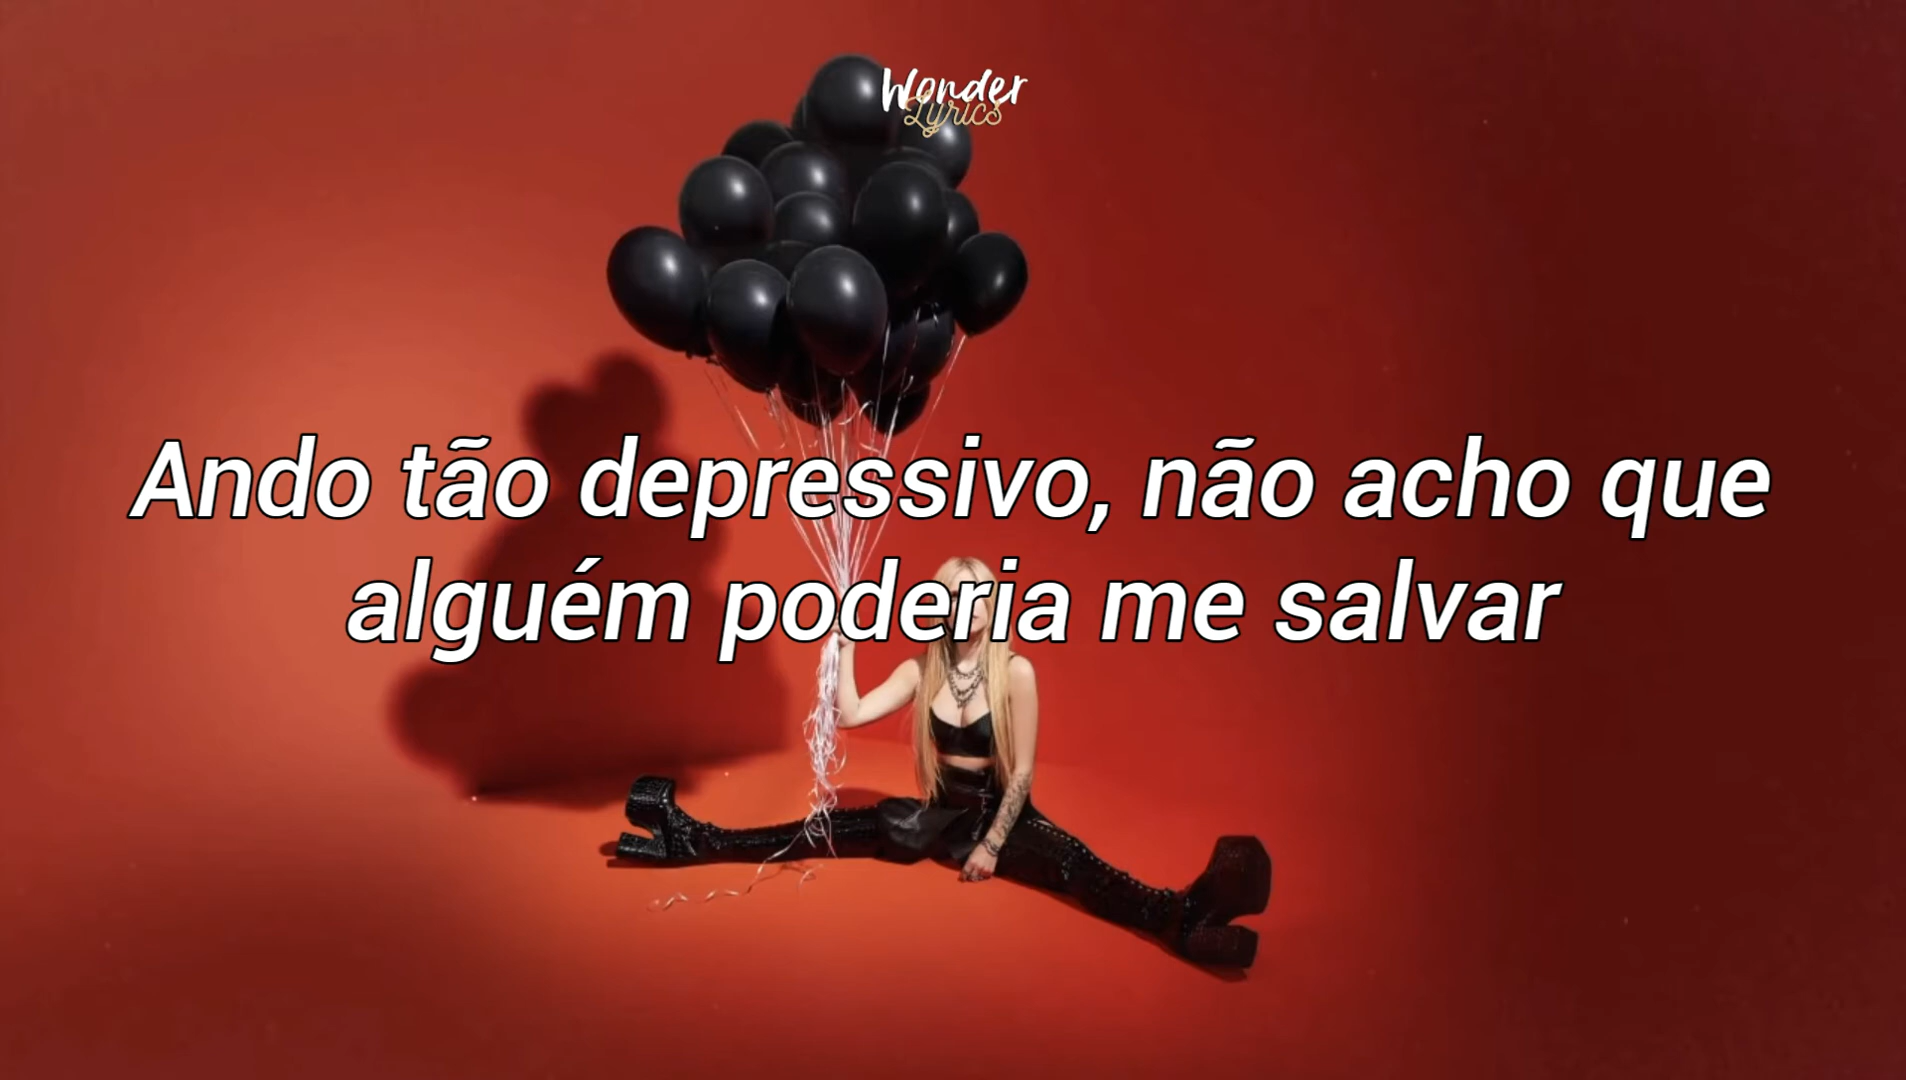 Wonder
Lyrics
Ando tão depressivo, não acho que
alguém poderia me salvar